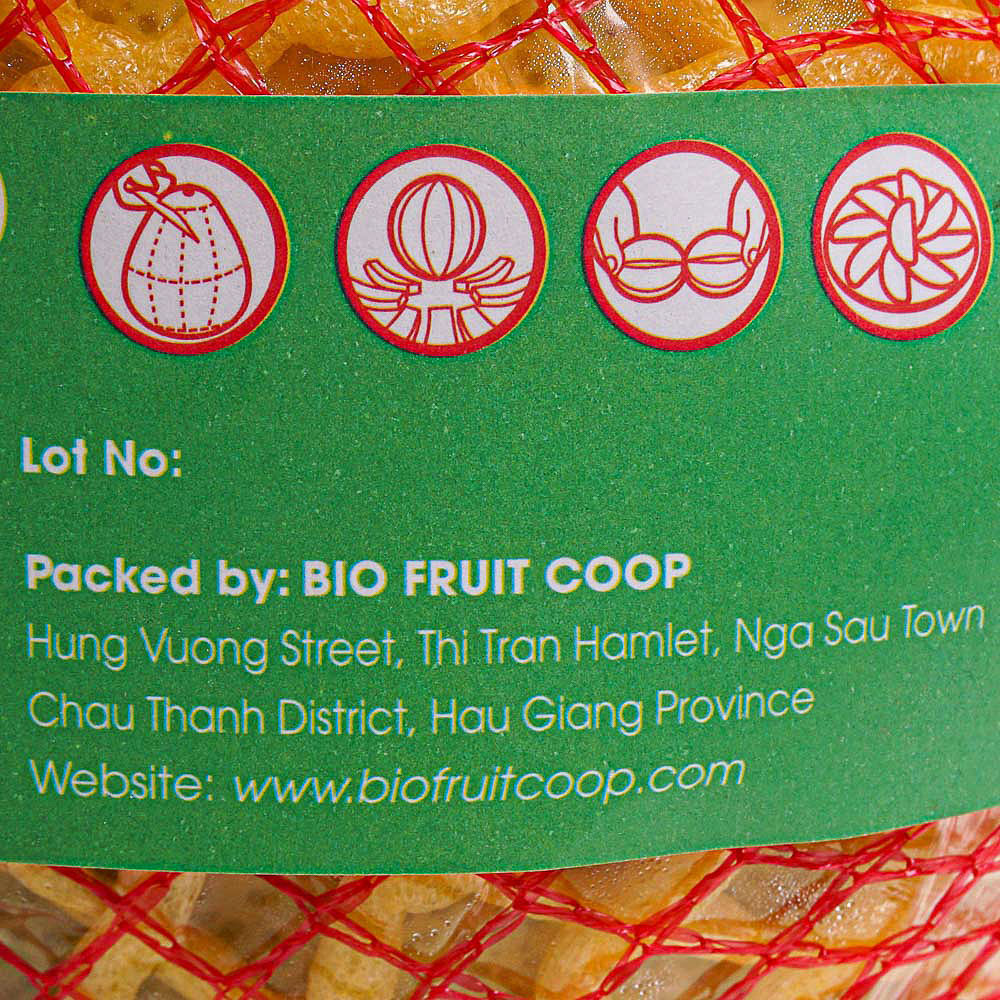 Lot No:
Packed by: BIO FRUIT COOP
Hung Vuong Street, Thi Tran Hamlet, Nga Sau Town
Chau Thanh District, Hau Giang Province
Website: www.biofruitcoop.com